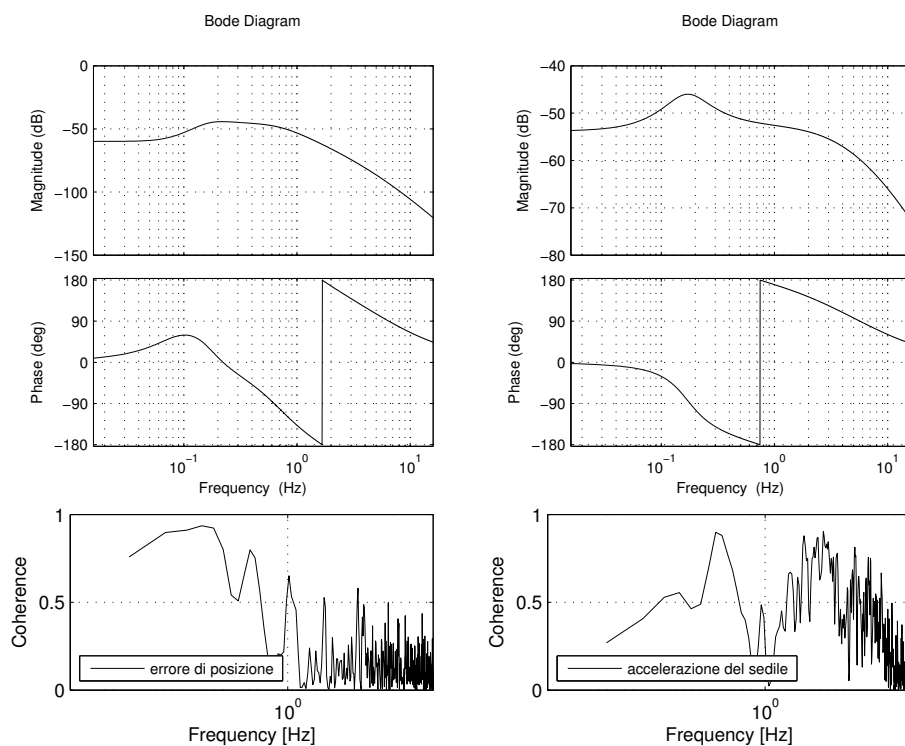 Bode Diagram
0
−50
−100
−150
Magnitude (dB)
180
90
0
−90
−180
Phase (deg)
10^−1
10^0
10^1
Frequency (Hz)
1
0.5
0
Coherence
errore di posizione
10^0
Frequency [Hz]
Bode Diagram
−40
−50
−60
−70
−80
Magnitude (dB)
180
90
0
−90
−180
Phase (deg)
10^−1
10^0
10^1
Frequency (Hz)
1
0.5
0
Coherence
accelerazione del sedile
10^0
Frequency [Hz]